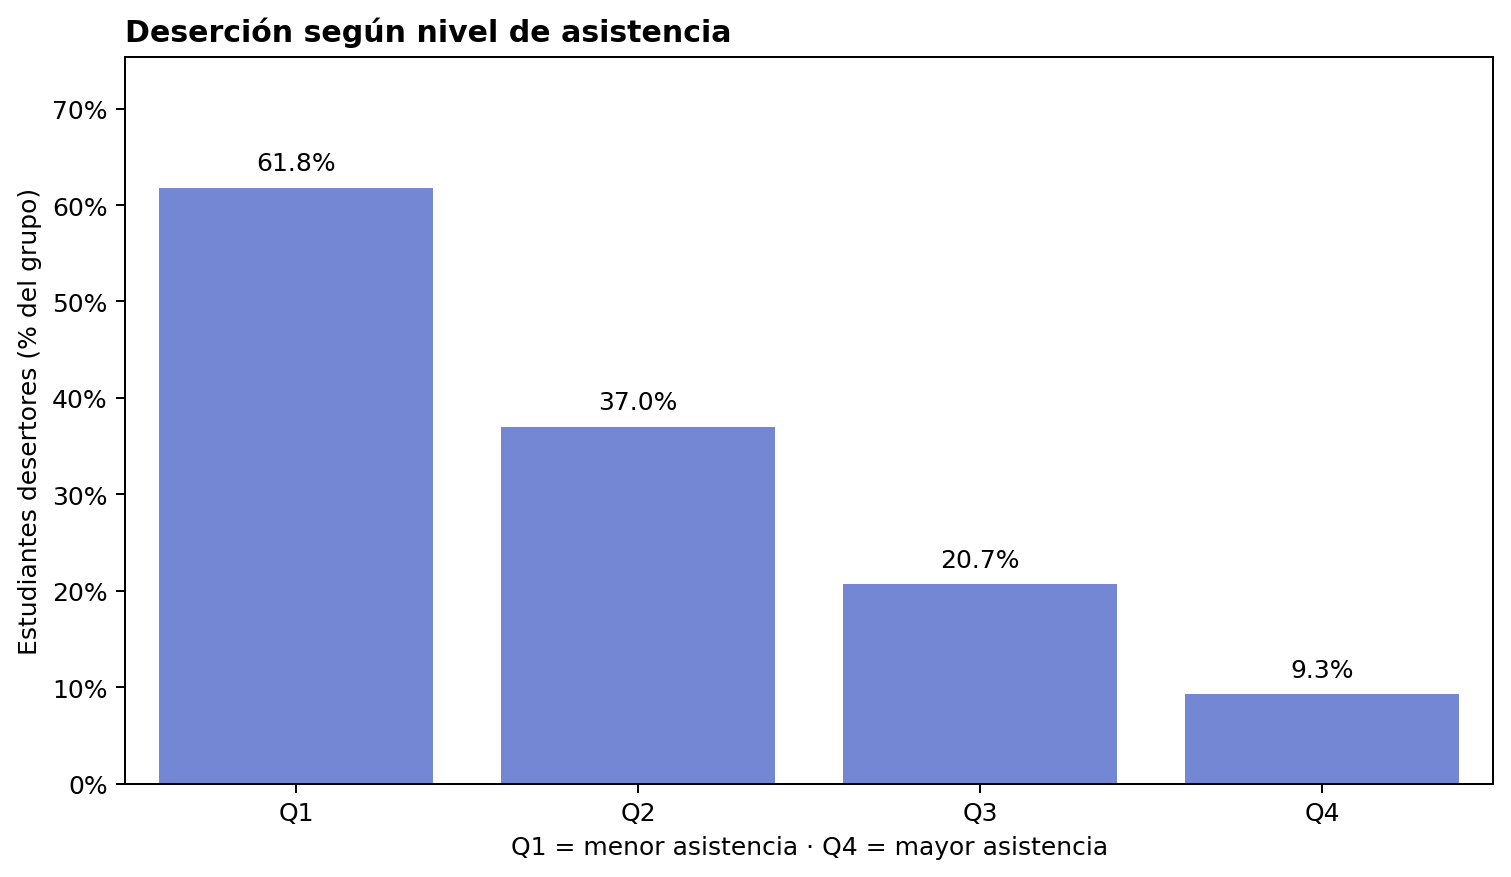 Deserción según nivel de asistencia
Estudiantes desertores (% del grupo)
70%
60%
50%
40%
30%
20%
10%
0%
61.8%
37.0%
20.7%
9.3%
Q1
Q2
Q3
Q4
Q1 = menor asistencia · Q4 = mayor asistencia